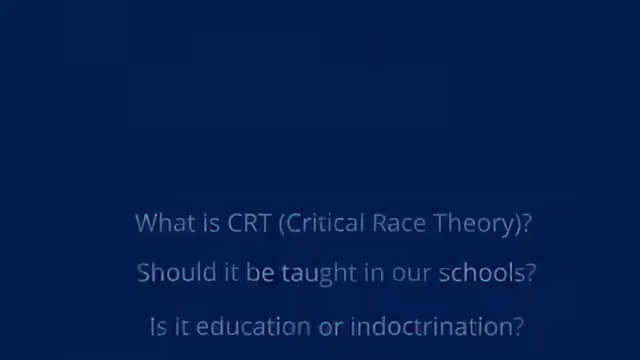 What is CRT (Critical Race Theory)?
Should it be taught in our schools?
Is it education or indoctrination?